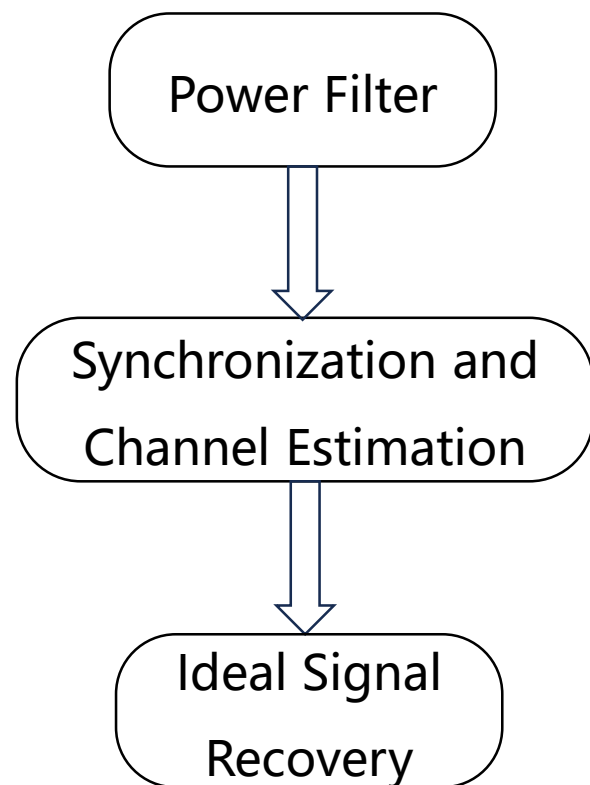 Power Filter
Synchronization and
Channel Estimation
Ideal Signal
Recovery